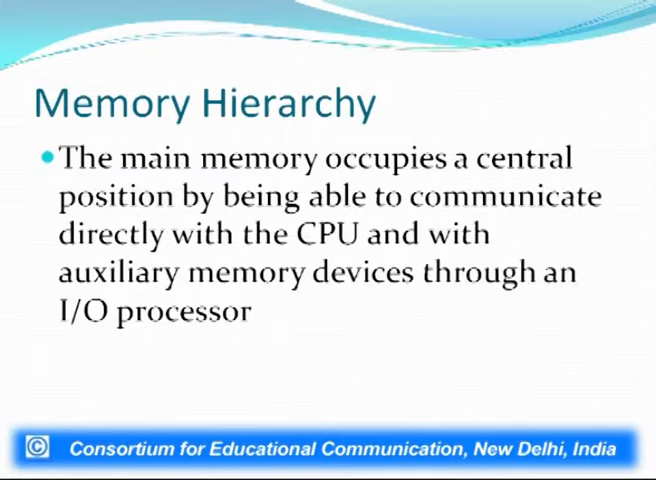 Memory Hierarchy
•The main memory occupies a central
position by being able to communicate
directly with the CPU and with
auxiliary memory devices through an
I/O processor
© Consortium for Educational Communication, New Delhi, India